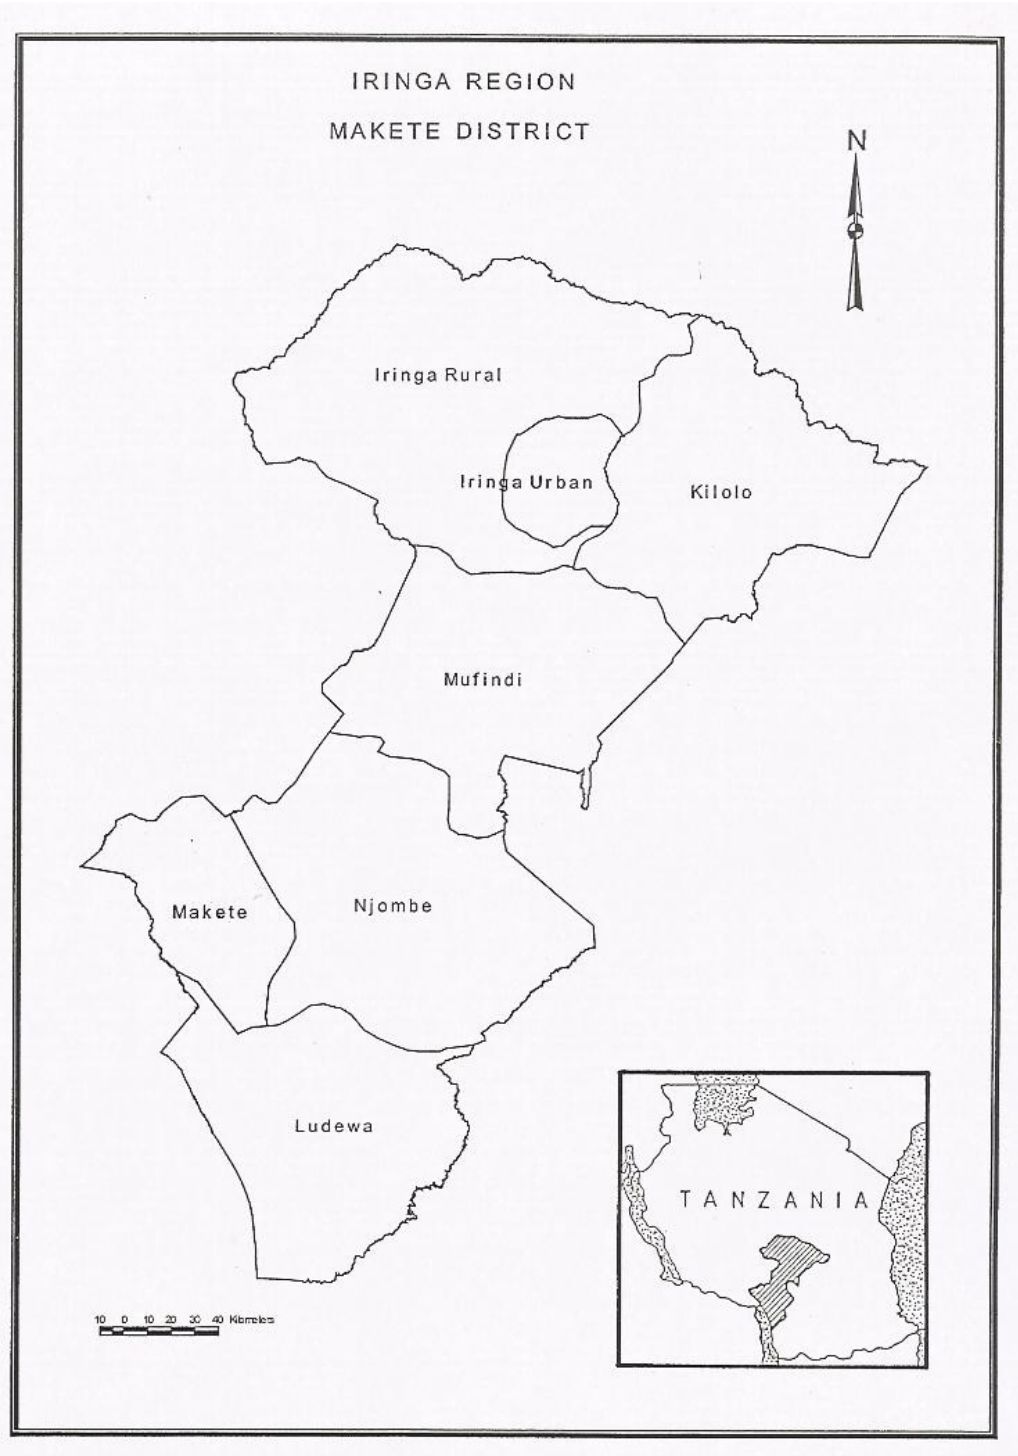 IRINGA REGION
MAKETE DISTRICT
N
Iringa Rural
Iringa Urban
Kilolo
Mufindi
Makete
Njombe
Ludewa
TANZANIA
10 0 10 20 30 40 Kilometers